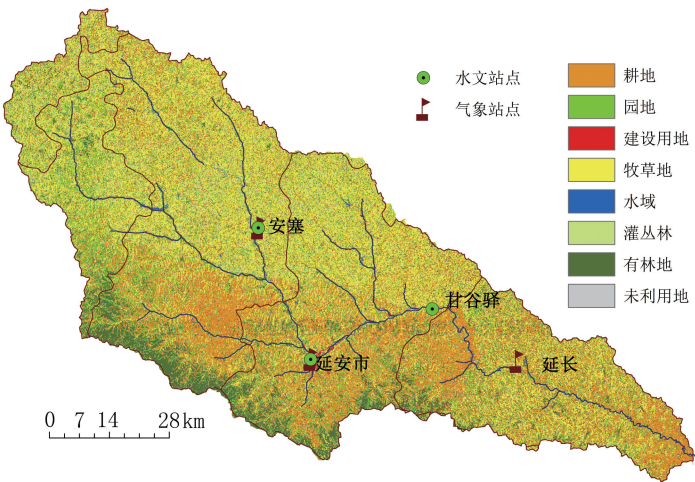 水文站点
气象站点
耕地
园地
建设用地
牧草地
水域
灌丛林
有林地
未利用地
安塞
甘谷驿
延安市
延长
0 7 14 28km